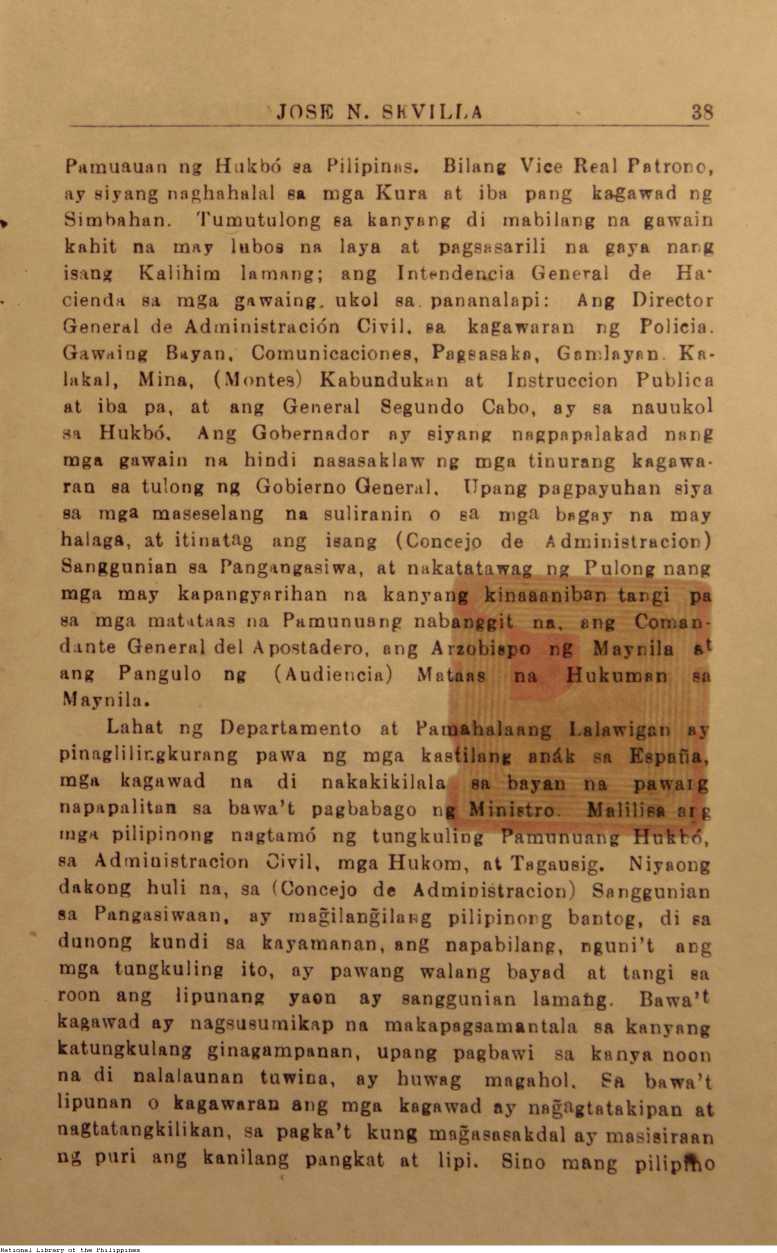 JOSE N. SEVILLA 38
Pamuauan ng Hukbó sa Pilipinas. Bilang Vice Real Patrono,
ay siyang naghahalal sa mga Kura at iba pang kagawad ng
Simbahan. Tumutulong sa kanyang di mabilang na gawain
kahit na may lubos na laya at pagsasarili na gaya nang
isang Kalihim lamang; ang Intendencia General de Ha-
cienda sa mga gawaing. ukol sa. pananalapi: Ang Director
General de Administración Civil. sa kagawaran ng Policia.
Gawaing Bayan, Comunicaciones, Pagsasaka, Gamlayan. Ka-
lakal, Mina, (Montes) Kabundukan at Instruccion Publica
at iba pa, at ang General Segundo Cabo, ay sa nauukol
sa Hukbó. Ang Gobernador ay siyang nagpapalakad nang
mga gawain na hindi nasasaklaw ng mga tinurang kagawa-
ran sa tulong ng Gobierno General. Upang pagpayuhan siya
sa mga maseselang na suliranin o sa mga bagay na may
halaga, at itinatag ang isang (Concejo de Administracion)
Sanggunian sa Pangangasiwa, at nakatatawag ng Pulong nang
mga may kapangyarihan na kanyang kinaaaniban tangi pa
sa mga matataas na Pamunuang nabanggit na, ang Coman-
dante General del Apostadero, ang Arzobispo ng Maynila at
ang Pangulo ng (Audiencia) Mataas na Hukuman sa
Maynila.
Lahat ng Departamento at Pamahalaang Lalawigan ay
pinaglilingkurang pawa ng mga kastilang anák sa España,
mga kagawad na di nakakikilala sa bayan na pawang
napapalitan sa bawa't pagbabago ng Ministro. Malilisa ang
mga pilipinong nagtamó ng tungkuling Pamunuang Hukbó,
sa Administracion Civil, mga Hukom, at Tagausig. Niyaong
dakong huli na, sa (Concejo de Administracion) Sanggunian
sa Pangasiwaan, ay mag̃ilang̃ilang pilipinong bantog, di sa
dunong kundi sa kayamanan, ang napabilang, nguni't ang
mga tungkuling ito, ay pawang walang bayad at tangi sa
roon ang lipunang yaon ay sanggunian lamang. Bawa't
kagawad ay nagsusumikap na makapagsamantala sa kanyang
katungkulang ginagampanan, upang pagbawi sa kanya noon
na di nalalaunan tuwina, ay huwag magahol. Sa bawa't
lipunan o kagawaran ang mga kagawad ay nag̃agtatakipan at
nagtatangkilikan, sa pagka't kung mag̃asasakdal ay masisiraan
ng puri ang kanilang pangkat at lipi. Sino mang pilipino
National Library of the Philippines